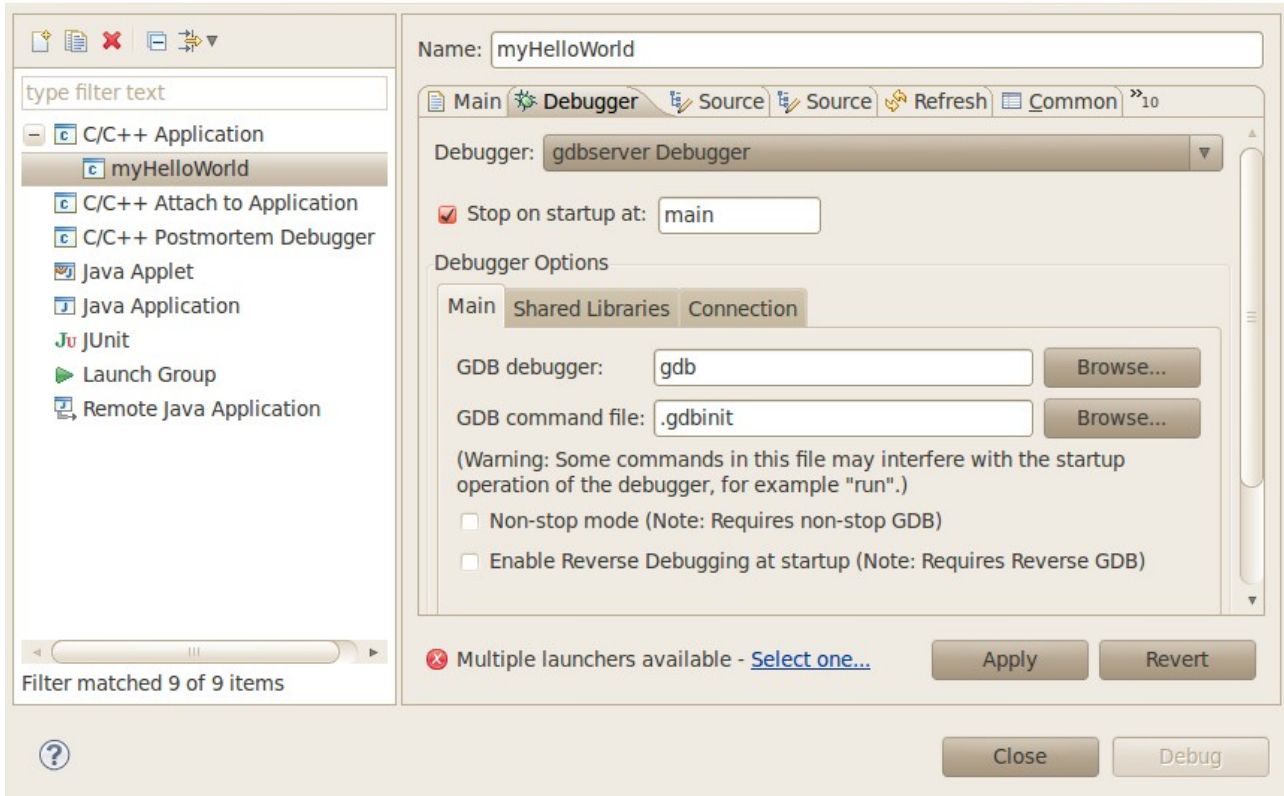 type filter text
C/C++ Application
myHelloWorld
C/C++ Attach to Application
C/C++ Postmortem Debugger
Java Applet
Java Application
Ju JUnit
Launch Group
Remote Java Application
Filter matched 9 of 9 items
Name: myHelloWorld
Main Debugger Source Source Refresh Common »10
Debugger: gdbserver Debugger
Stop on startup at: main
Debugger Options
Main Shared Libraries Connection
GDB debugger: gdb Browse...
GDB command file: .gdbinit Browse...
(Warning: Some commands in this file may interfere with the startup
operation of the debugger, for example "run".)
Non-stop mode (Note: Requires non-stop GDB)
Enable Reverse Debugging at startup (Note: Requires Reverse GDB)
Multiple launchers available - Select one... Apply Revert
? Close Debug